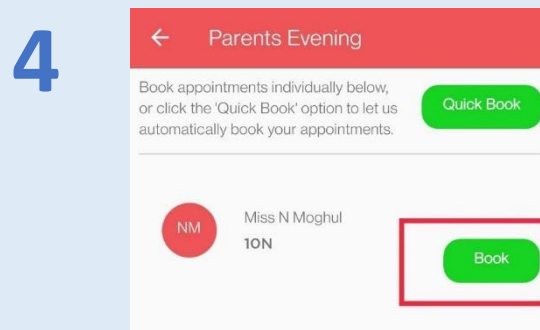 4
← Parents Evening
Book appointments individually below,
or click the 'Quick Book' option to let us
automatically book your appointments.
Quick Book
NM
Miss N Moghul
10N
Book